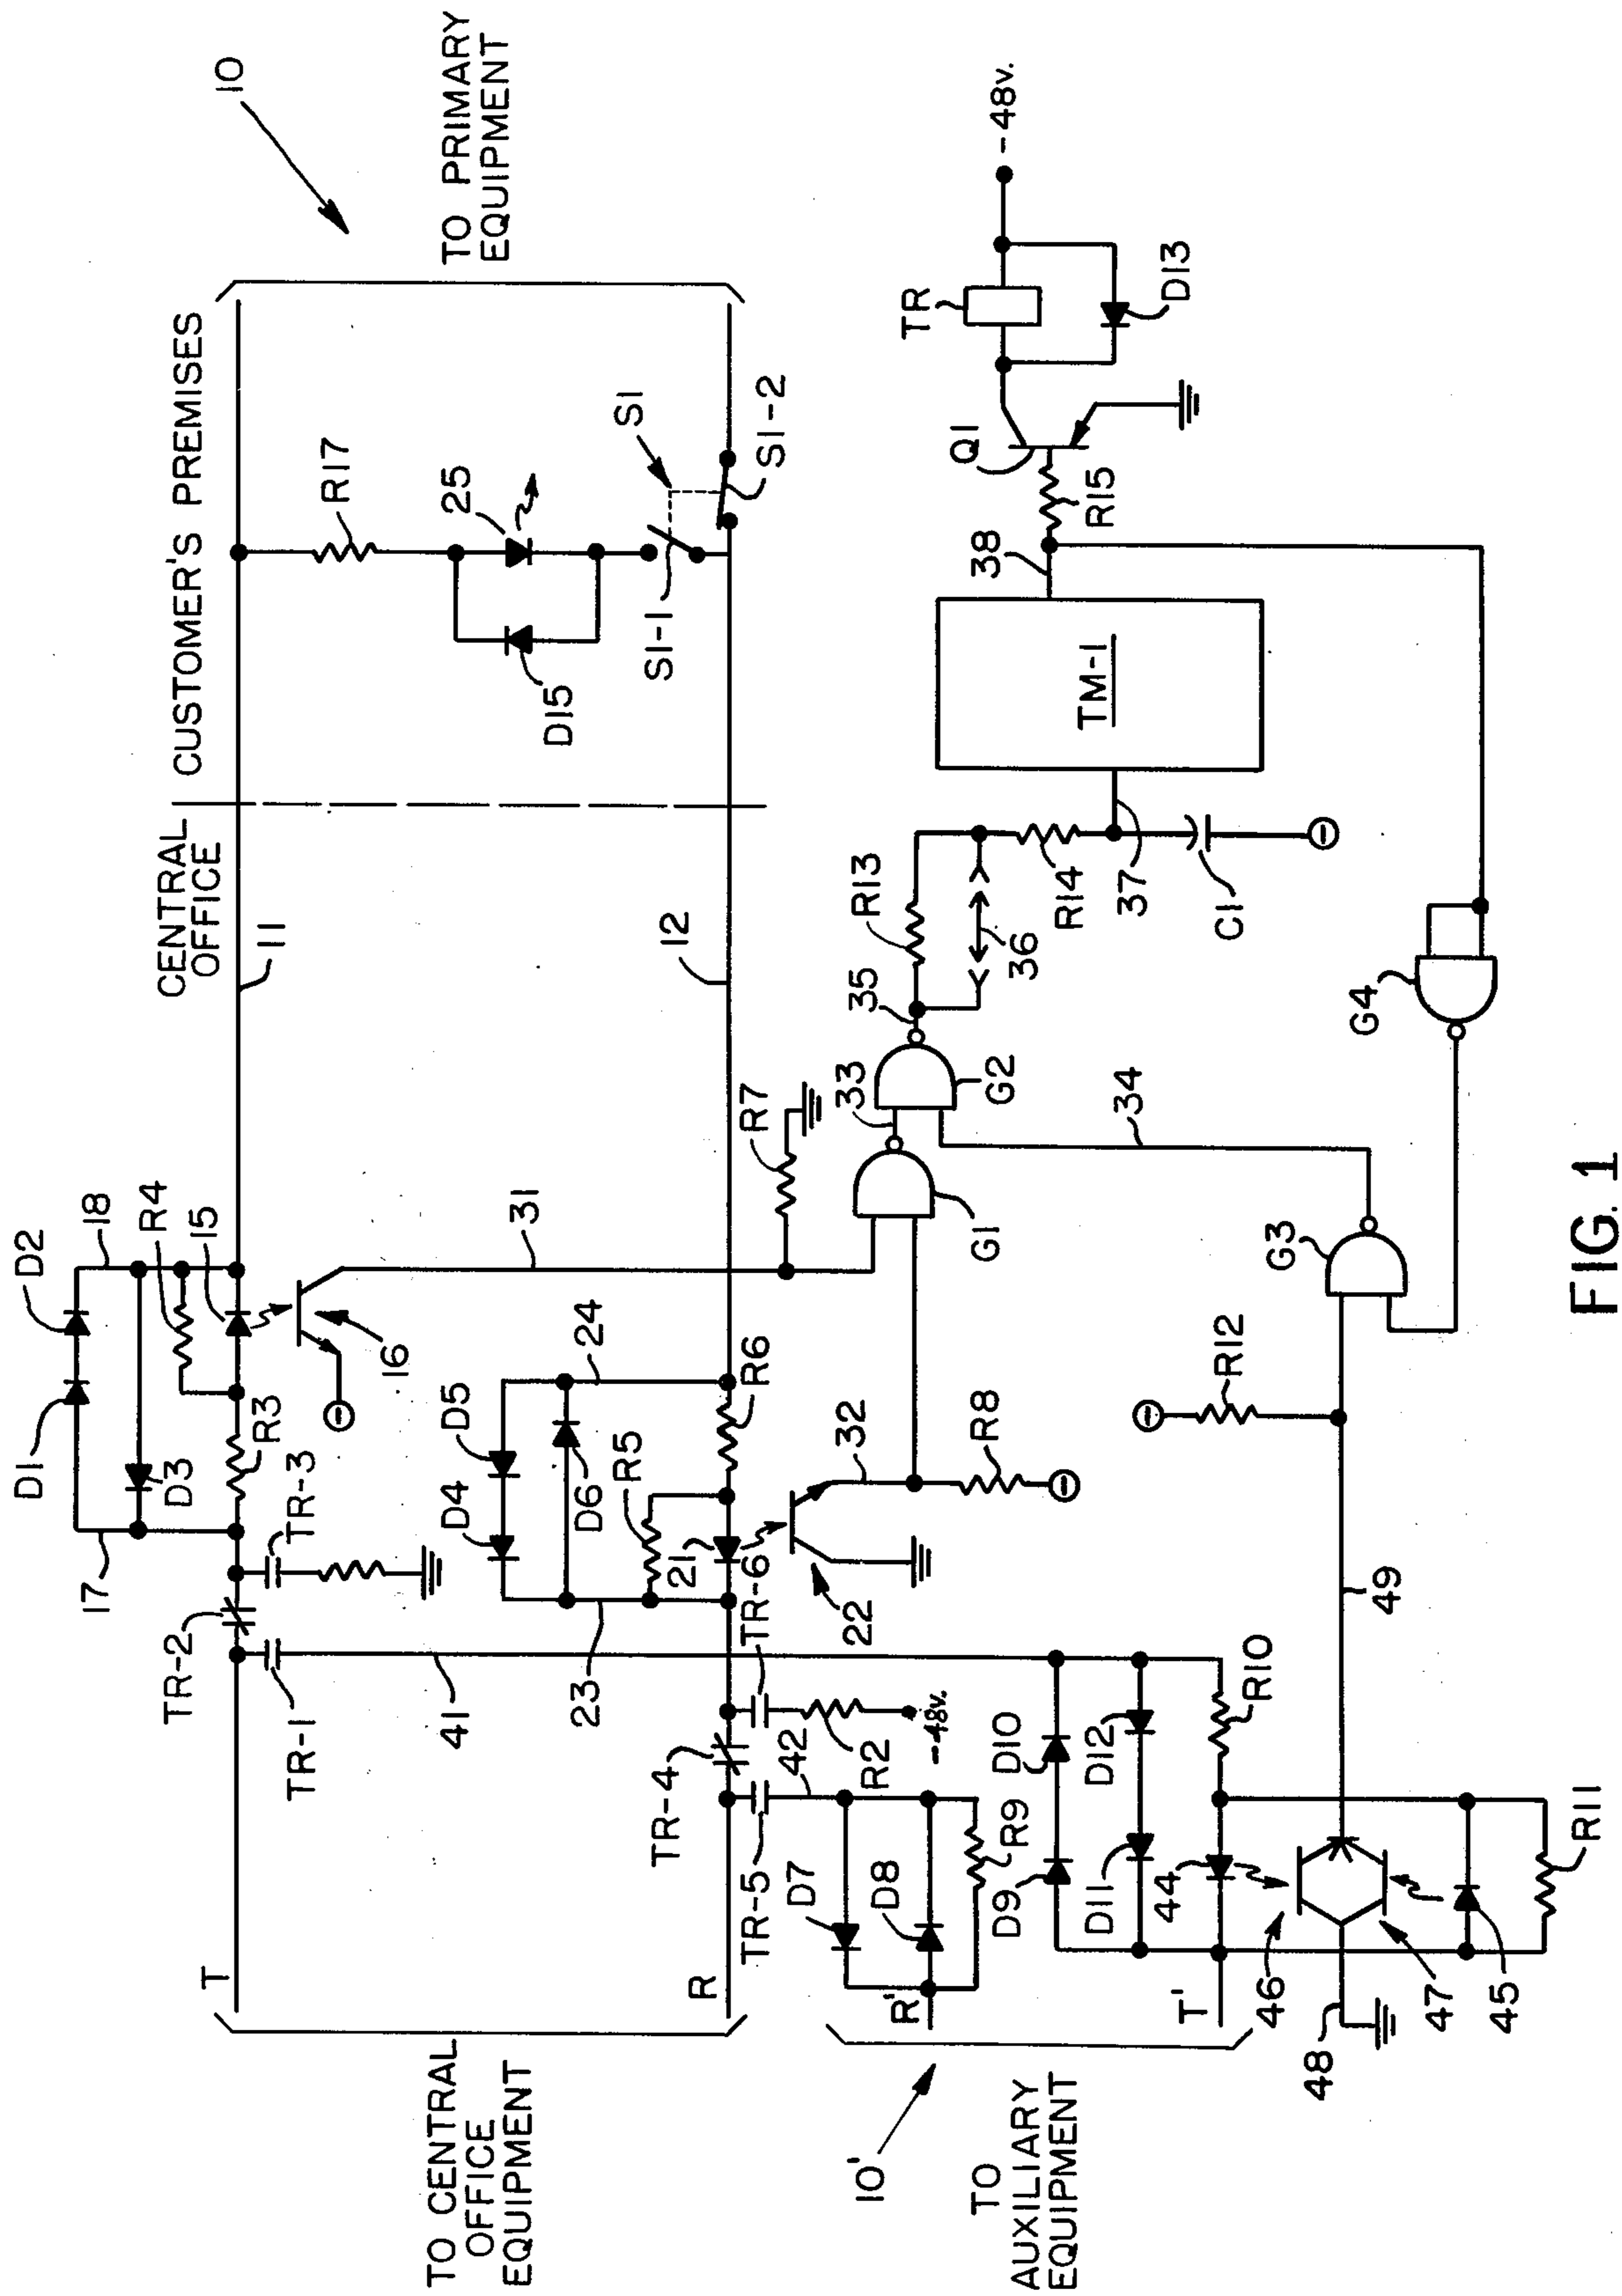 10
TO PRIMARY
EQUIPMENT
CUSTOMER'S PREMISES
CENTRAL
OFFICE
11
R17
25
D15
S1
S1-1
S1-2
12
D1
D2
17
18
D3
R4
R3
15
16
31
TR-2
TR-3
TR-1
T
41
D4
D5
D6
24
R5
R6
21
23
TR-6
22
32
R8
R7
TR-4
TR-5
R
42
R2
-48v.
TO CENTRAL
OFFICE
EQUIPMENT
G1
33
G2
34
35
R13
36
R14
37
C1
TM-1
38
R15
Q1
TR
D13
-48v.
G4
G3
R12
49
D7
D8
R9
R'
D9
D10
D11
D12
R10
T'
44
46
47
45
48
R11
10'
TO
AUXILIARY
EQUIPMENT
FIG. 1